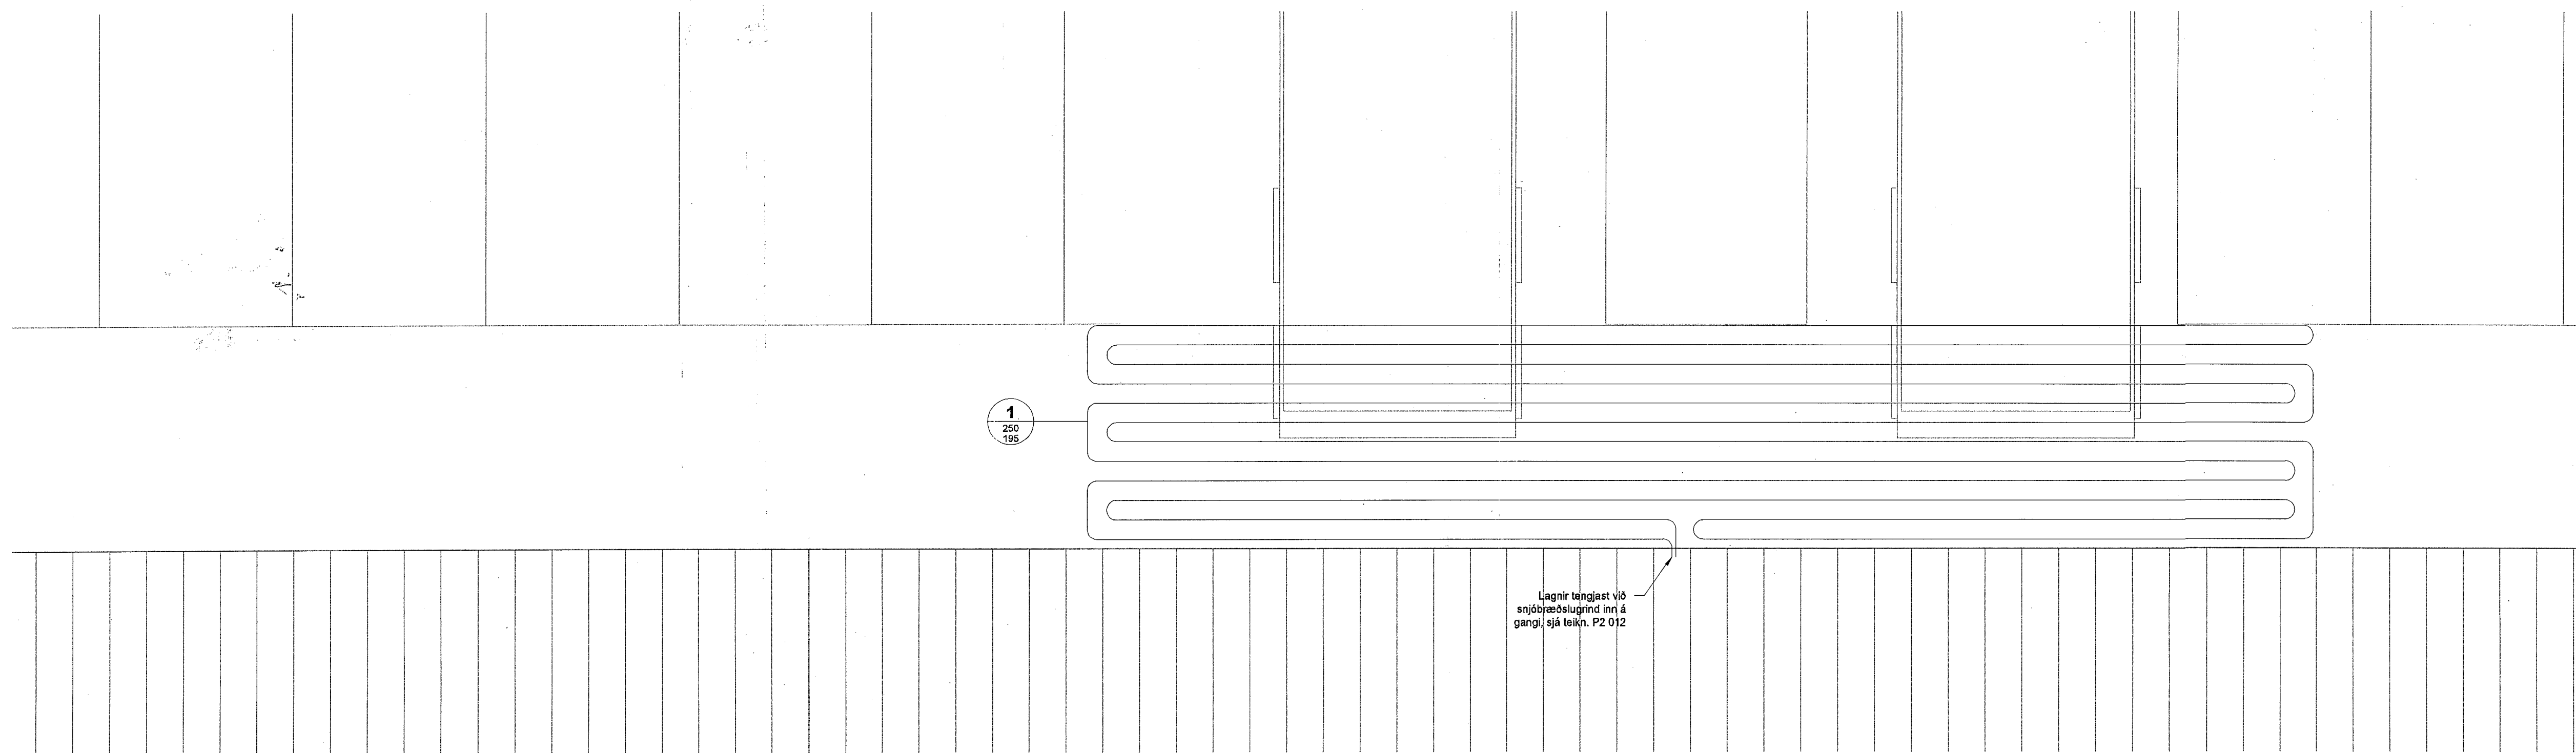 1
250
195
Lagnir tengjast við
snjóbræðslugrind inn á
gangi, sjá teikn. P2 012